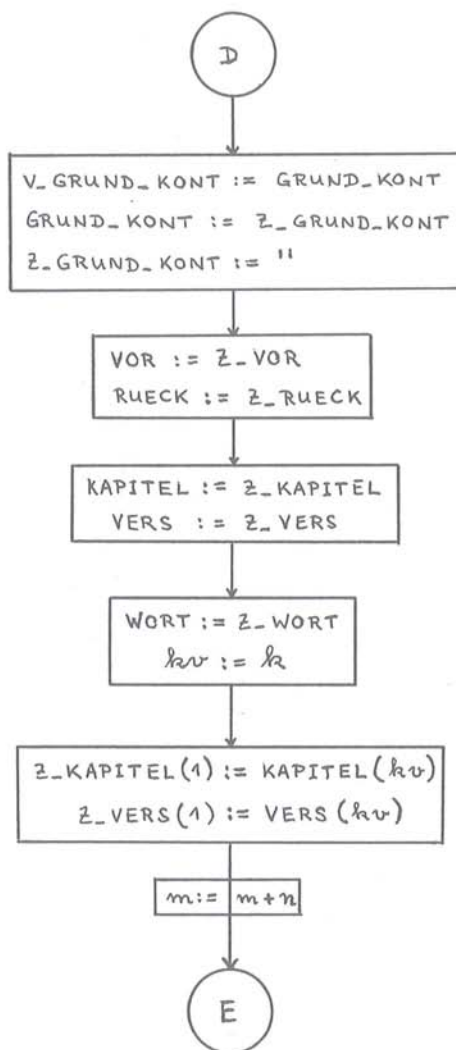 D
V_GRUND_KONT := GRUND_KONT
GRUND_KONT := Z_GRUND_KONT
Z_GRUND_KONT := ''
VOR := Z_VOR
RUECK := Z_RUECK
KAPITEL := Z_KAPITEL
VERS := Z_VERS
WORT := Z_WORT
kv := k
Z_KAPITEL(1) := KAPITEL(kv)
Z_VERS(1) := VERS(kv)
m := m+n
E